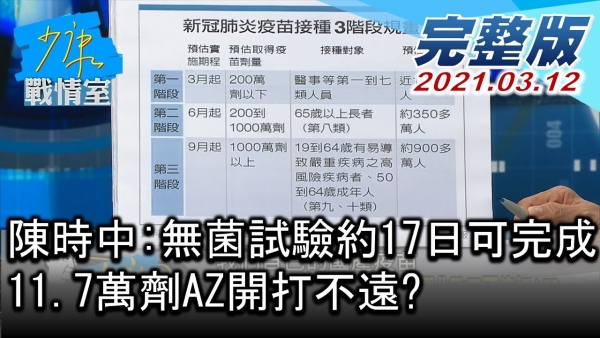 少康
戰情室
完整版
2021.03.12
新冠肺炎疫苗接種3階段規
預估實施期程 預估取得疫苗劑量 接種對象
第一階段 3月起 200萬劑以下 醫事等第一到七類人員
第二階段 6月起 200到1000萬劑 65歲以上長者(第八類) 約350多萬人
第三階段 9月起 1000萬劑以上 19到64歲有易導致嚴重疾病之高風險疾病者、50到64歲成年人(第九、十類) 約900多萬人
004
陳時中:無菌試驗約17日可完成
11.7萬劑AZ開打不遠?